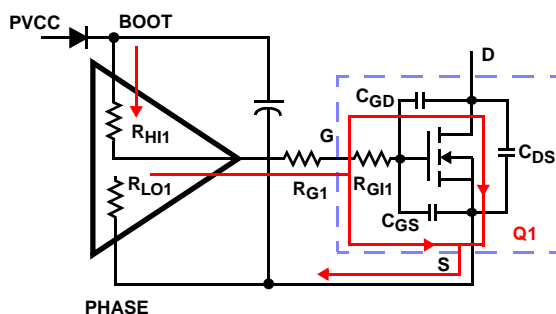 PVCC
BOOT
D
CGD
RHI1
G
CDS
RLO1
RG1
RGI1
CGS
Q1
S
PHASE